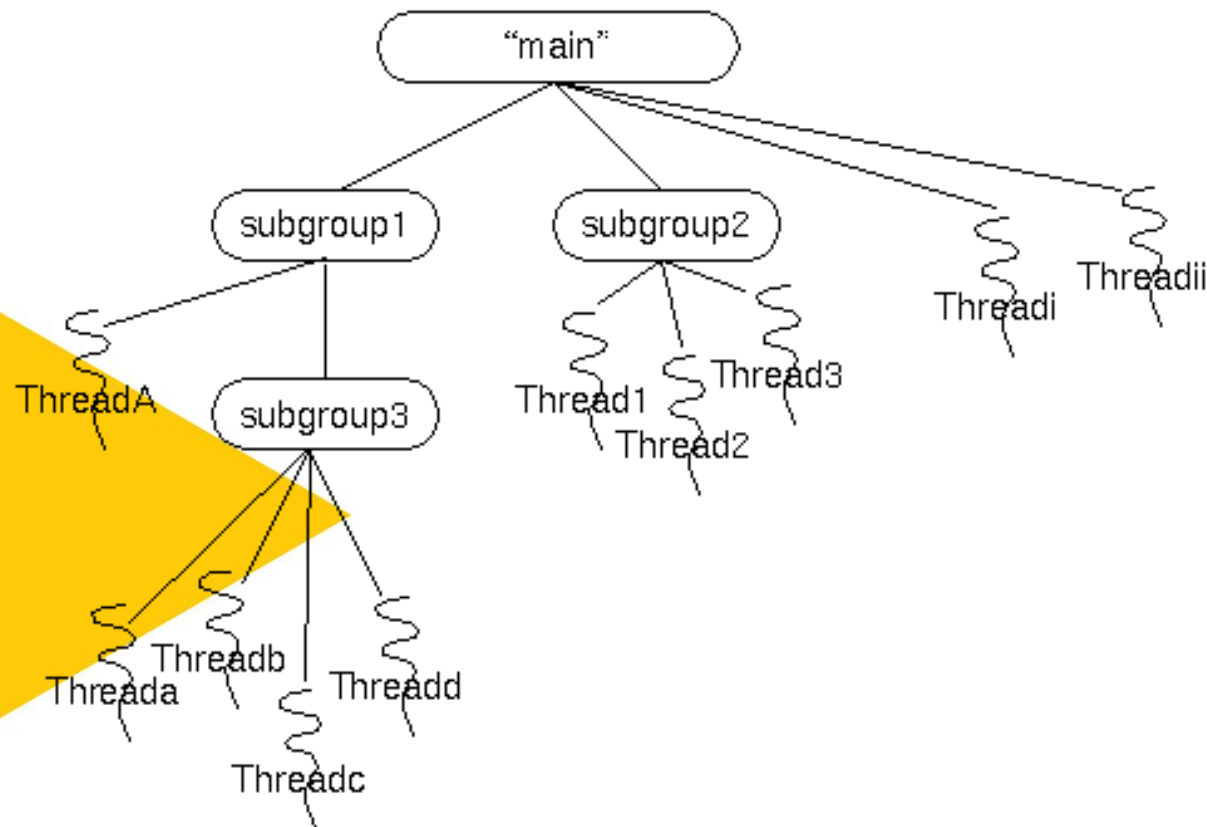 “main”
subgroup1
subgroup2
Threadii
Threadi
Thread3
ThreadA
Thread1
subgroup3
Thread2
Threadb
Threadd
Threada
Threadc